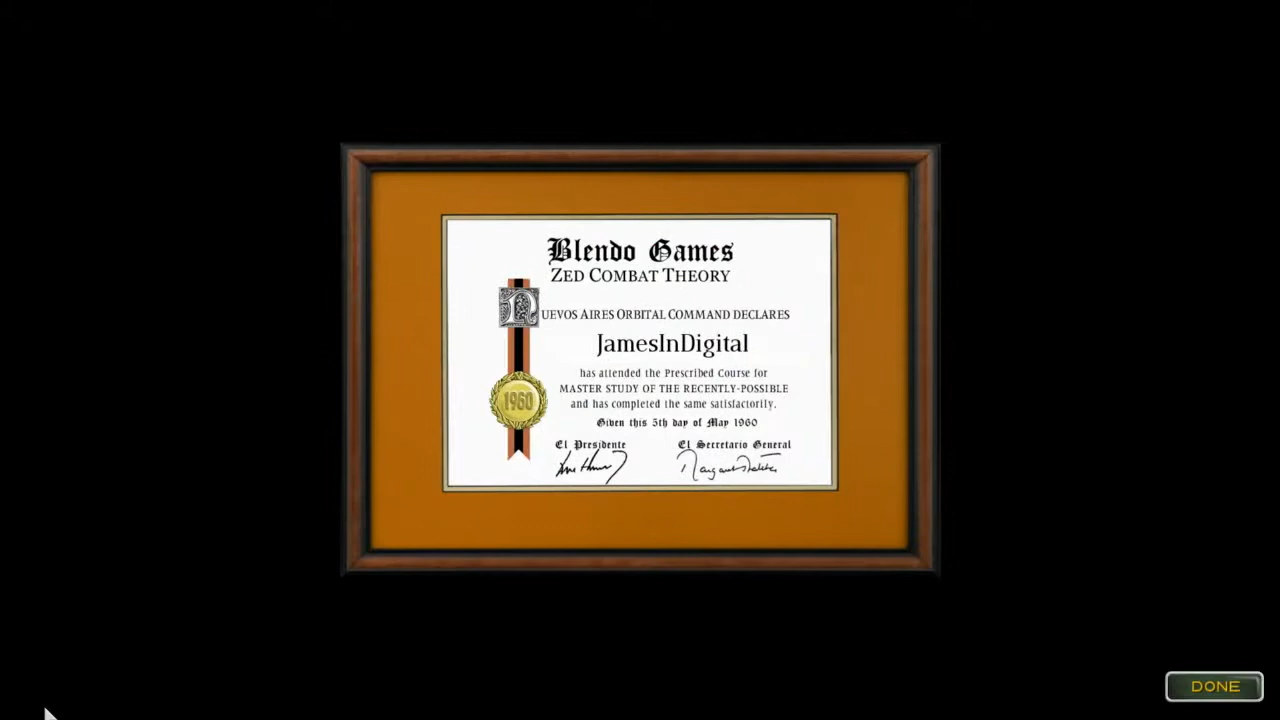 Blendo Games
ZED COMBAT THEORY
NUEVOS AIRES ORBITAL COMMAND DECLARES
JamesInDigital
has attended the Prescribed Course for
MASTER STUDY OF THE RECENTLY-POSSIBLE
and has completed the same satisfactorily.
1960
Given this 5th day of May 1960
El Presidente El Secretario General
DONE